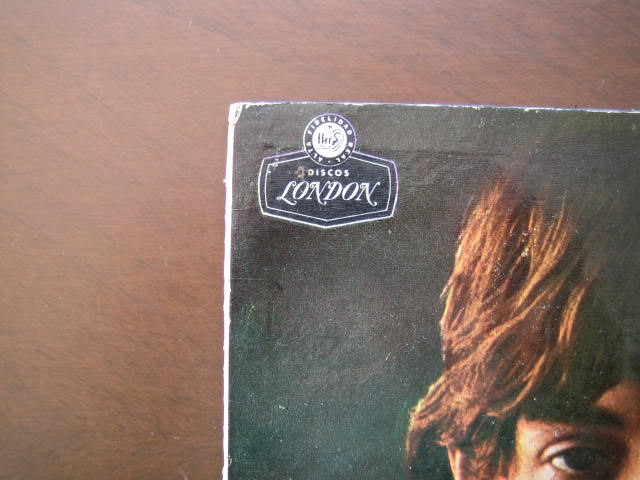 ALTA FIDELIDAD REAL
ffrr
DISCOS
LONDON